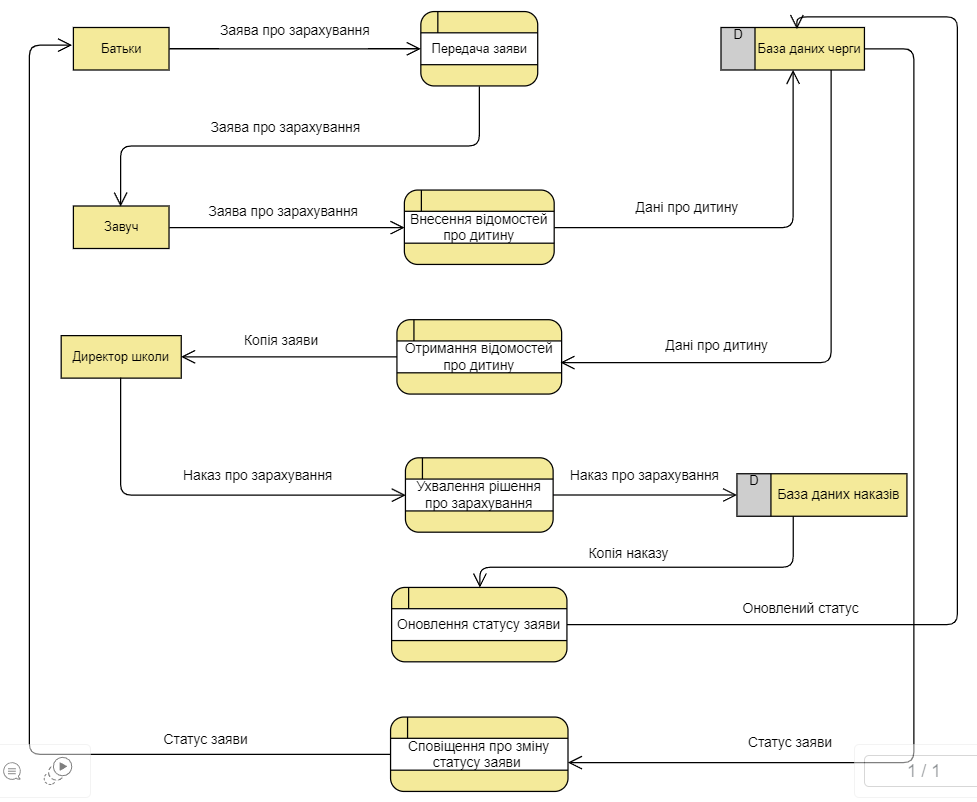 Батьки
Заява про зарахування
Передача заяви
D
База даних черги
Заява про зарахування
Завуч
Заява про зарахування
Внесення відомостей
про дитину
Дані про дитину
Директор школи
Копія заяви
Отримання відомостей
про дитину
Дані про дитину
Наказ про зарахування
Ухвалення рішення
про зарахування
Наказ про зарахування
D
База даних наказів
Копія наказу
Оновлення статусу заяви
Оновлений статус
Статус заяви
Сповіщення про зміну
статусу заяви
Статус заяви
1 / 1